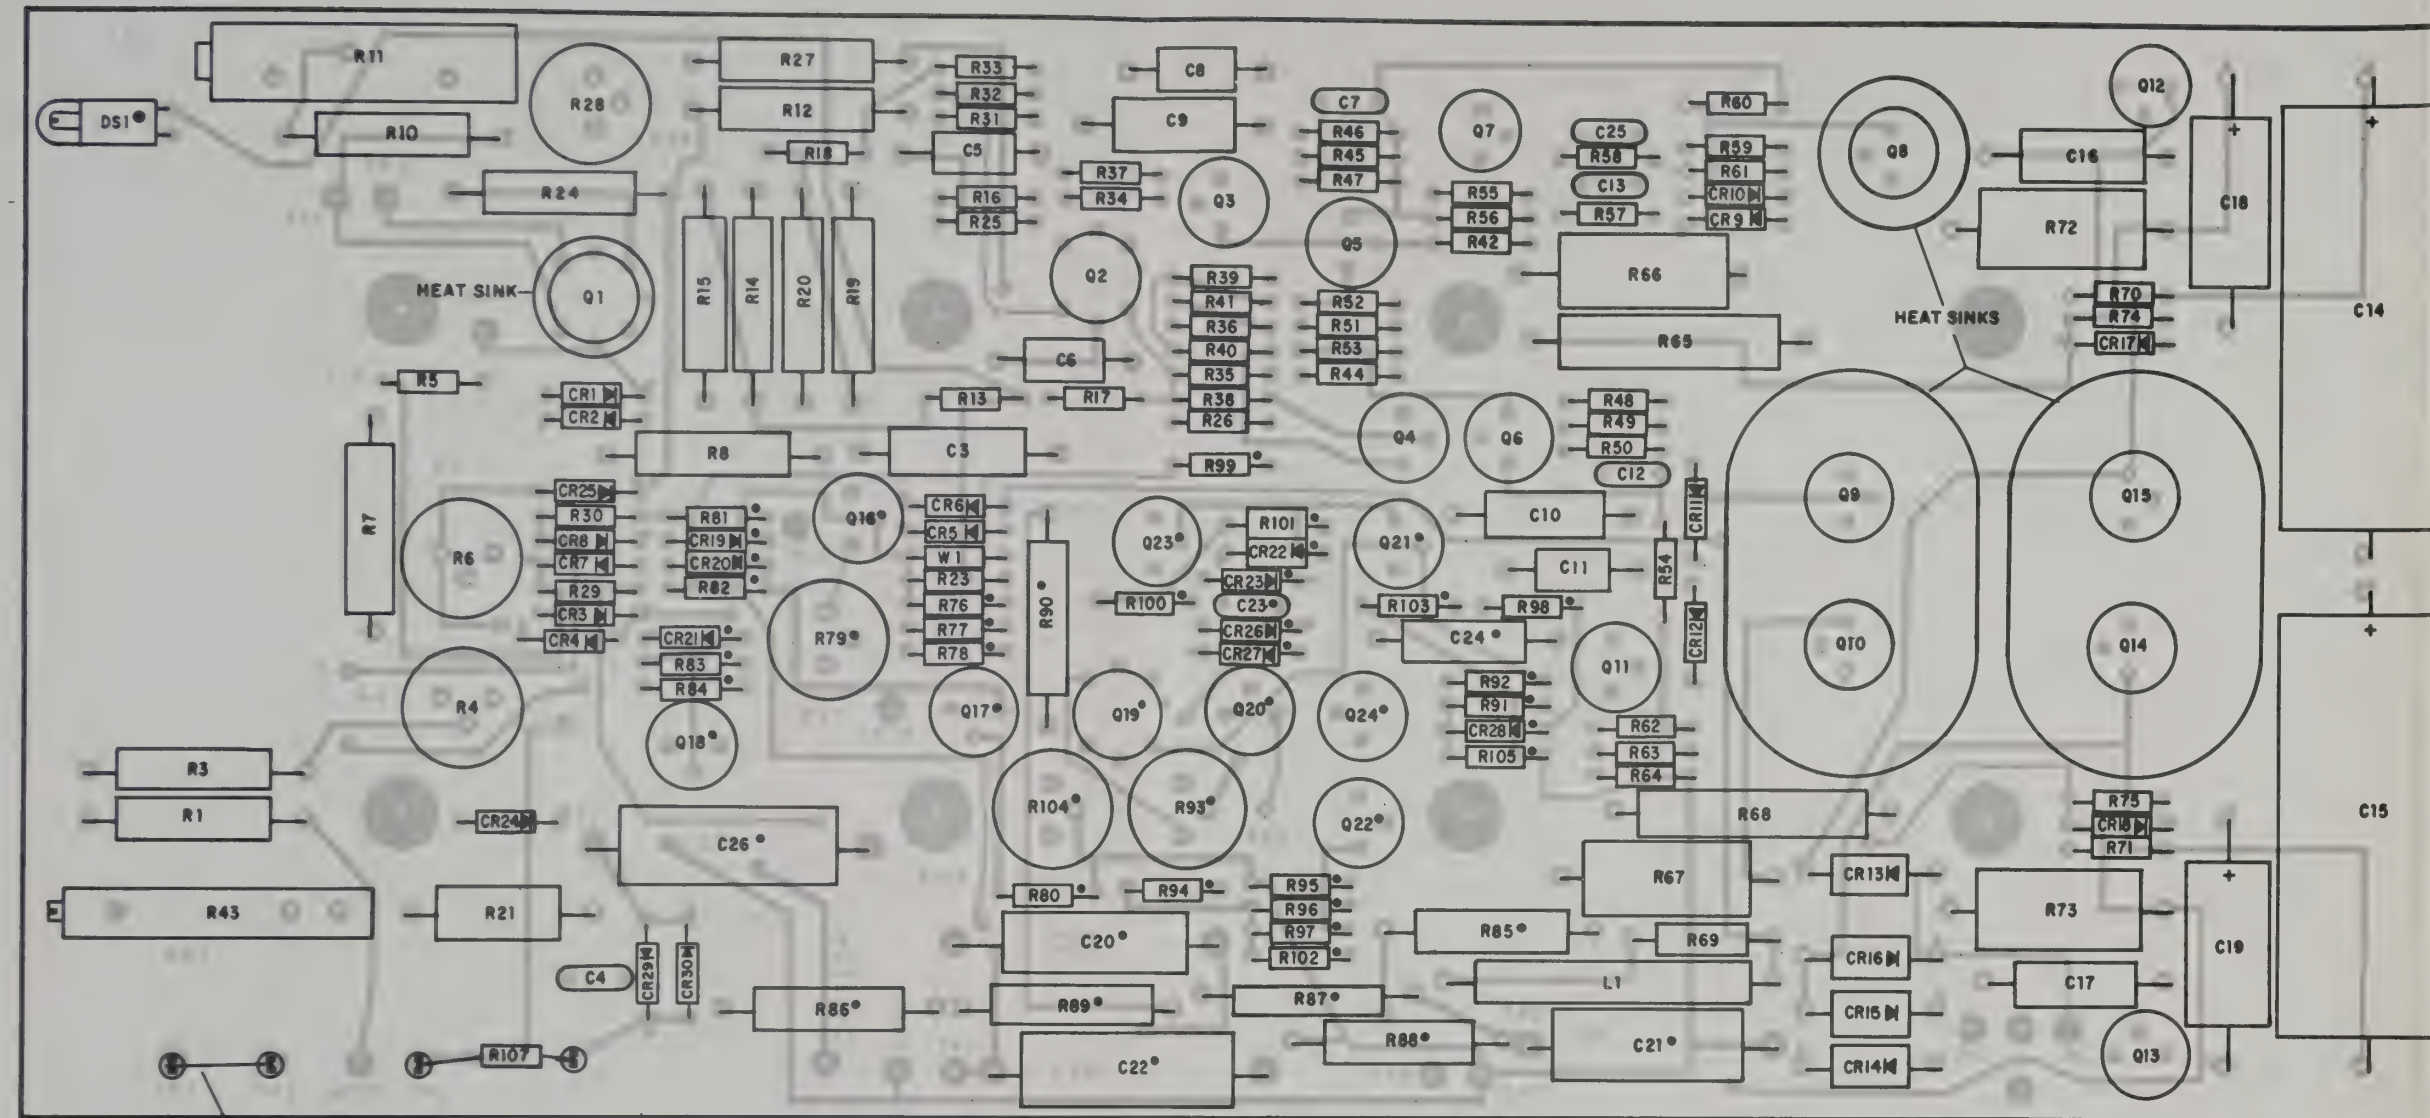 R11
R28
R27
R33
C8
Q12
R32
R12
R31
C7
R60
DS1•
R10
C9
R46
Q7
C25
R18
C5
R45
R58
R59
Q8
C16
R37
R47
R61
R24
R16
R34
Q3
R55
C13
CR10
C18
R25
R56
R57
CR9
R72
Q5
R42
HEAT SINK
Q1
R15
R14
R20
R19
Q2
R39
R66
R41
R52
R70
C14
R36
R51
HEAT SINKS
R74
R40
R53
R65
CR17
C6
R35
R44
R5
CR1
R13
R17
R38
R48
CR2
R26
Q4
Q6
R49
R8
C3
R50
R99•
C12
R7
CR25
CR6
CR11
Q9
Q15
R30
R81•
Q16•
C10
CR8
CR19•
CR5
Q23•
R101•
Q21•
R6
CR7
CR20•
W1
CR22•
C11
R54
R29
R82•
R23
CR23•
CR3
R76•
R100•
C23•
R103•
R98•
CR4
CR21•
R79•
R77•
R90•
CR26•
C24•
CR12
Q10
Q14
R83•
R78•
CR27•
Q11
R84•
R92•
R4
Q17•
Q19•
Q20•
Q24•
R91•
Q18•
CR28•
R62
R3
R105•
R63
R64
R1
CR24
C26•
R104•
R93•
Q22•
R68
R75
CR18
C15
R71
R80•
R94•
R95•
R67
CR13
R43
R21
R96•
R73
C20•
R97•
R85•
R69
C19
R102•
CR16
C4
CR29
CR30
L1
C17
R86•
R89•
R87•
CR15
R88•
C21•
R107
C22•
CR14
Q13